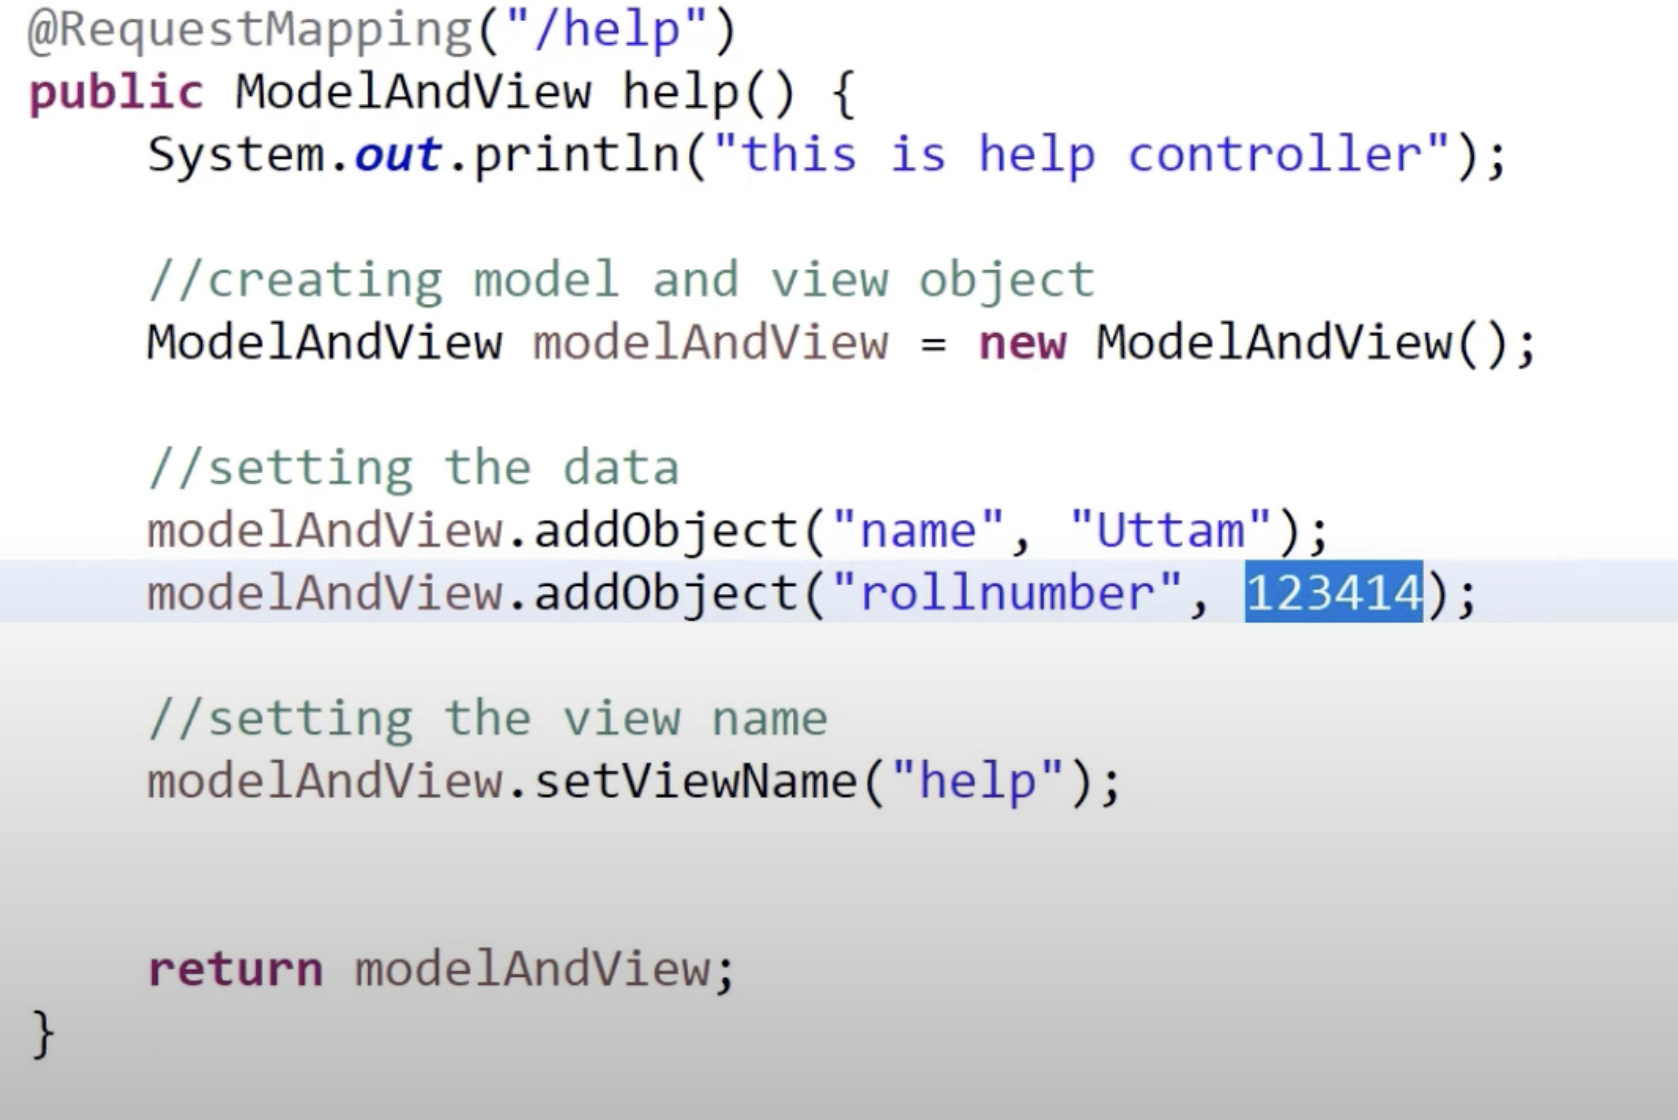 @RequestMapping("/help")
public ModelAndView help() {
System.out.println("this is help controller");
//creating model and view object
ModelAndView modelAndView = new ModelAndView();
//setting the data
modelAndView.addObject("name", "Uttam");
modelAndView.addObject("rollnumber", 123414);
//setting the view name
modelAndView.setViewName("help");
return modelAndView;
}